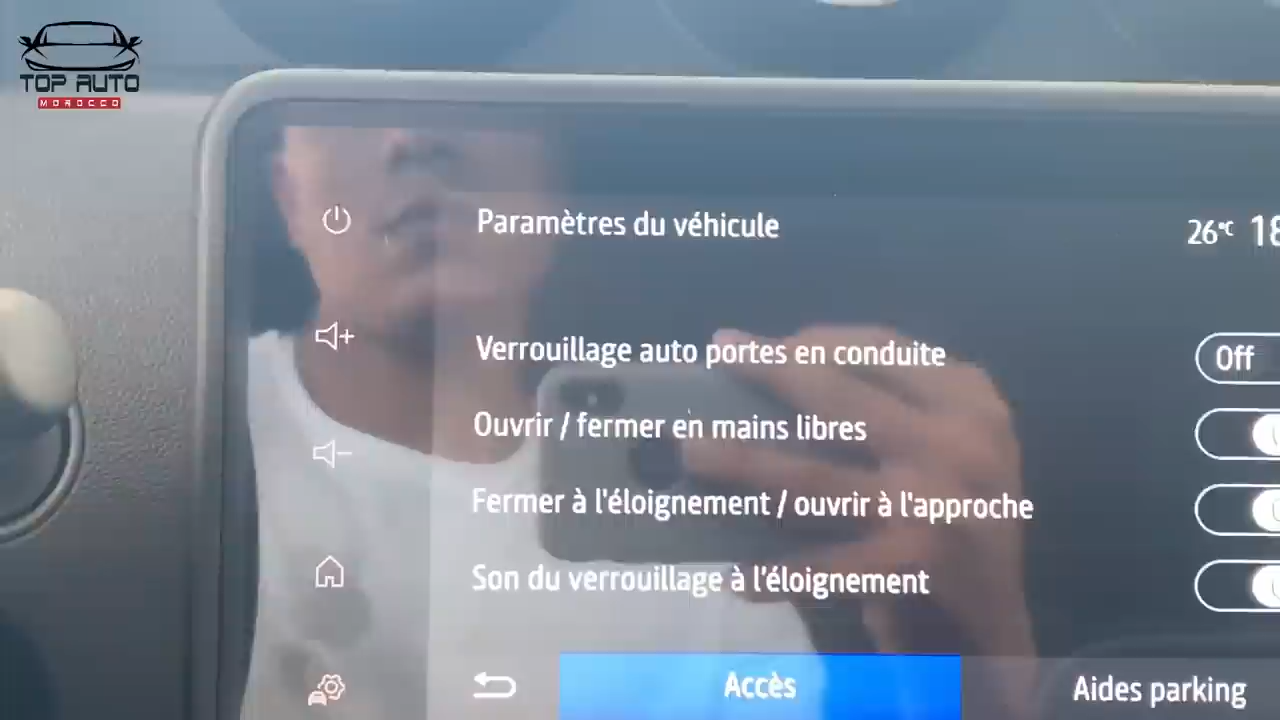 TOP AUTO
MOROCCO
Paramètres du véhicule
26°C 18
Verrouillage auto portes en conduite
Off
Ouvrir / fermer en mains libres
Fermer à l'éloignement / ouvrir à l'approche
Son du verrouillage à l'éloignement
Accès
Aides parking